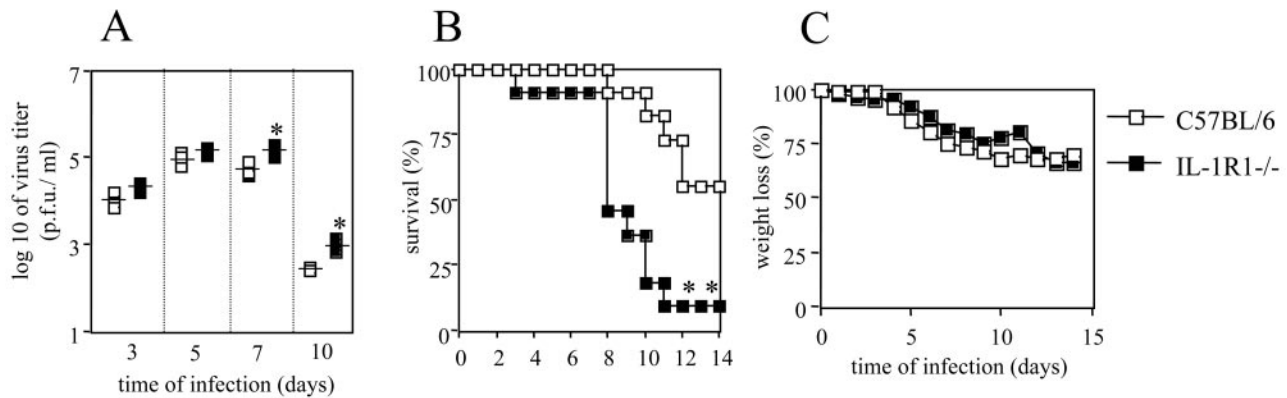 A
log 10 of virus titer
(p.f.u./ ml)
7
5
3
1
*
*
3 5 7 10
time of infection (days)
B
survival (%)
100
75
50
25
0
* *
0 2 4 6 8 10 12 14
C
weight loss (%)
100
75
50
25
0
0 5 10 15
time of infection (days)
C57BL/6
IL-1R1-/-